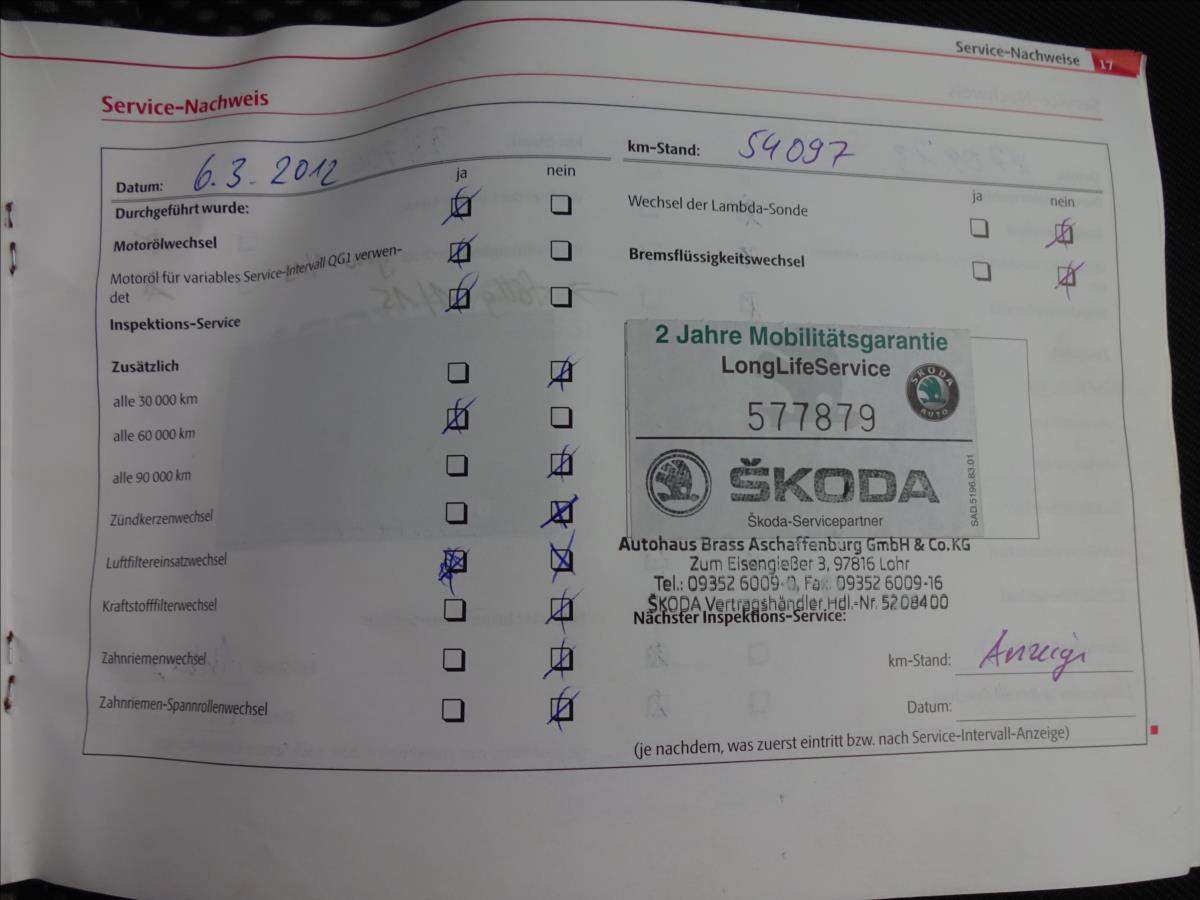 Service-Nachweise 17
Service-Nachweis
Datum: 6.3.2012
ja nein
Durchgeführt wurde:
Motorölwechsel
Motoröl für variables Service-Intervall QG1 verwen-
det
Inspektions-Service
Zusätzlich
alle 30 000 km
alle 60 000 km
alle 90 000 km
Zündkerzenwechsel
Luftfiltereinsatzwechsel
Kraftstofffilterwechsel
Zahnriemenwechsel
Zahnriemen-Spannrollenwechsel
km-Stand: 54097
ja nein
Wechsel der Lambda-Sonde
Bremsflüssigkeitswechsel
2 Jahre Mobilitätsgarantie
LongLifeService
ŠKODA
AUTO
577879
ŠKODA
Škoda-Servicepartner
SAD.5196.83.01
Autohaus Brass Aschaffenburg GmbH & Co.KG
Zum Eisengießer 3, 97816 Lohr
Tel.: 09352 6009-0, Fax: 09352 6009-16
ŠKODA Vertragshändler Hdl.-Nr. 5208400
Nächster Inspektions-Service:
km-Stand: Anzeige
Datum:
(je nachdem, was zuerst eintritt bzw. nach Service-Intervall-Anzeige)